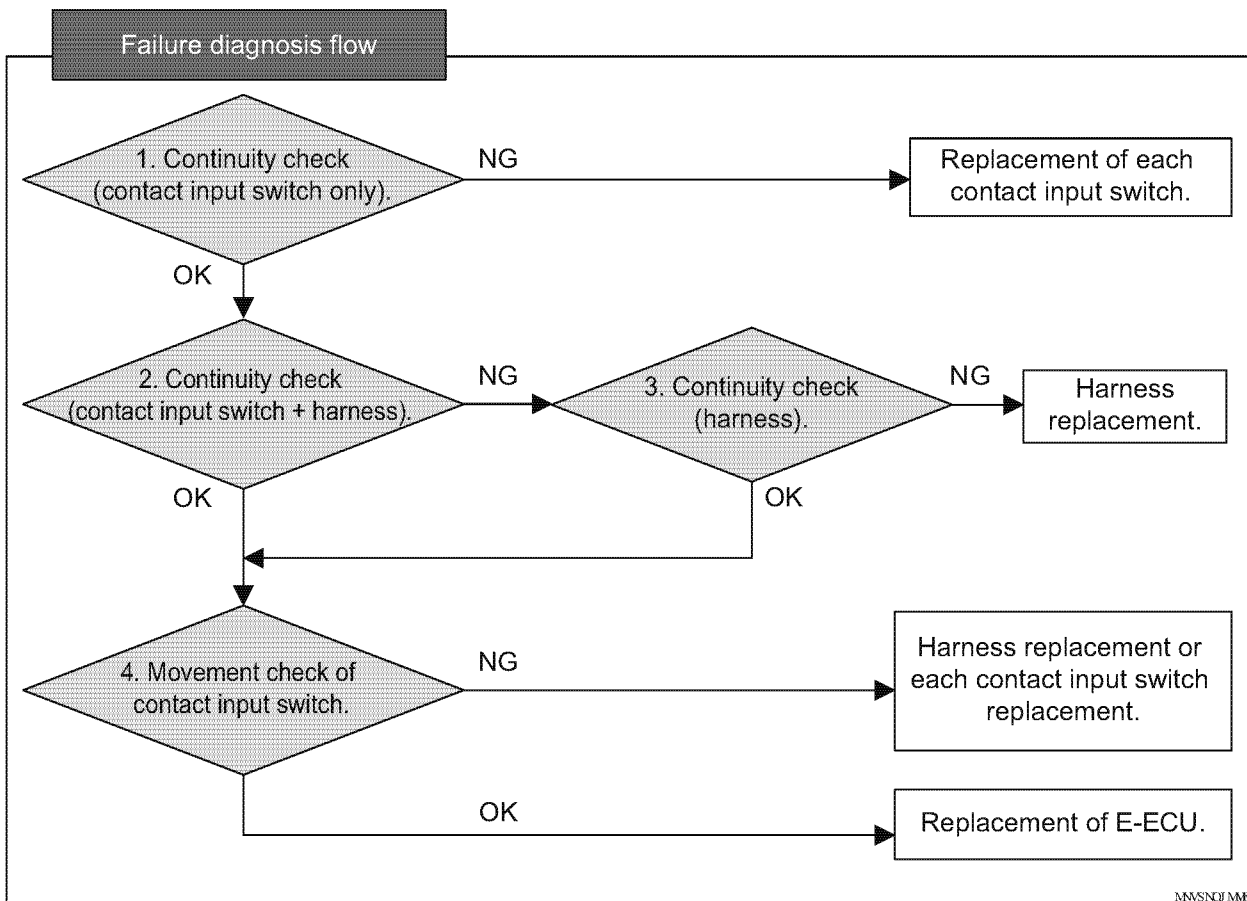 Failure diagnosis flow
1. Continuity check
(contact input switch only).
NG
Replacement of each
contact input switch.
OK
2. Continuity check
(contact input switch + harness).
NG
3. Continuity check
(harness).
NG
Harness
replacement.
OK
OK
4. Movement check of
contact input switch.
NG
Harness replacement or
each contact input switch
replacement.
OK
Replacement of E-ECU.